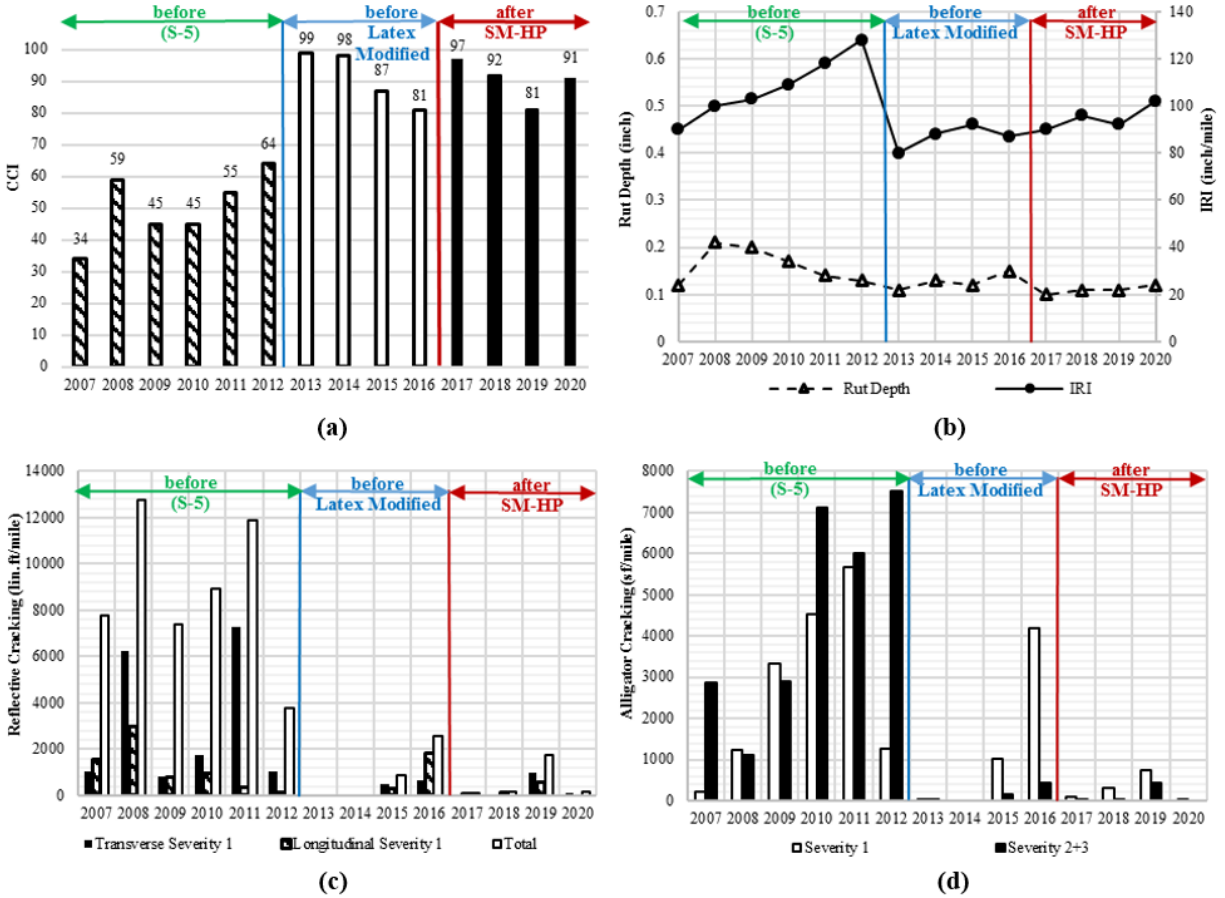 before
(S-5)
before
Latex
Modified
after
SM-HP
CCI
100
90
80
70
60
50
40
30
20
10
0
34
59
45
45
55
64
99
98
87
81
97
92
81
91
2007 2008 2009 2010 2011 2012 2013 2014 2015 2016 2017 2018 2019 2020
(a)
before
(S-5)
before
Latex Modified
after
SM-HP
Rut Depth (inch)
0.7
0.6
0.5
0.4
0.3
0.2
0.1
0
IRI (inch/mile)
140
120
100
80
60
40
20
0
2007 2008 2009 2010 2011 2012 2013 2014 2015 2016 2017 2018 2019 2020
Rut Depth IRI
(b)
before
(S-5)
before
Latex Modified
after
SM-HP
Reflective Cracking (lin.ft/mile)
14000
12000
10000
8000
6000
4000
2000
0
2007 2008 2009 2010 2011 2012 2013 2014 2015 2016 2017 2018 2019 2020
Transverse Severity 1 Longitudinal Severity 1 Total
(c)
before
(S-5)
before
Latex Modified
after
SM-HP
Alligator Cracking (sf/mile)
8000
7000
6000
5000
4000
3000
2000
1000
0
2007 2008 2009 2010 2011 2012 2013 2014 2015 2016 2017 2018 2019 2020
Severity 1 Severity 2+3
(d)